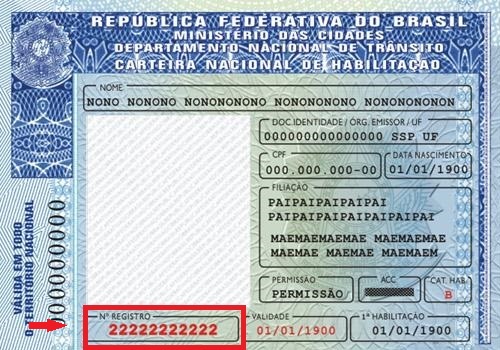 REPÚBLICA FEDERATIVA DO BRASIL
MINISTÉRIO DAS CIDADES
DEPARTAMENTO NACIONAL DE TRÂNSITO
CARTEIRA NACIONAL DE HABILITAÇÃO
NOME
NONO NONONO NONONONONO NONONONONO NONONONONON
DOC. IDENTIDADE / ÓRG. EMISSOR / UF
000000000000000 SSP UF
CPF
000.000.000-00
DATA NASCIMENTO
01/01/1900
FILIAÇÃO
PAIPAIPAIPAIPAI
PAIPAIPAIPAIPAIPAIPAI
MAEMAEMAEMAE MAEMAEMAE
MAEMAE MAEMAE MAEMAEM
PERMISSÃO
PERMISSÃO
ACC
CAT. HAB.
B
Nº REGISTRO
22222222222
VALIDADE
01/01/1900
1ª HABILITAÇÃO
01/01/1900
VÁLIDA EM TODO
O TERRITÓRIO NACIONAL